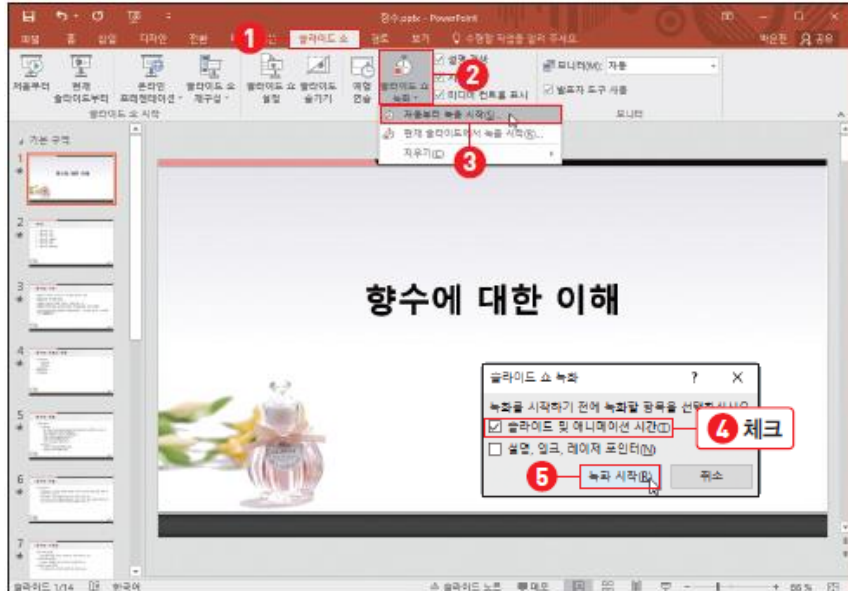 향수.pptx - PowerPoint
파일 홈 삽입 디자인 전환 슬라이드 쇼 검토 보기 수행할 작업을 알려 주세요. 공유
1
처음부터 현재 슬라이드부터 온라인 프레젠테이션 슬라이드 쇼 재구성 슬라이드 쇼 설정 슬라이드 숨기기 예행 연습 슬라이드 쇼 녹화
2
미디어 컨트롤 표시
모니터(M): 자동
발표자 도구 사용
슬라이드 쇼 시작
모니터
처음부터 녹음 시작(S)...
현재 슬라이드에서 녹음 시작(R)...
지우기(C)
3
기본 구역
1
2
3
4
5
6
7
향수에 대한 이해
슬라이드 쇼 녹화 ? X
녹화를 시작하기 전에 녹화할 항목을 선택하십시오
슬라이드 및 애니메이션 시간(T)
4 체크
설명, 잉크, 레이저 포인터(N)
5 녹화 시작(R) 취소
슬라이드 1/14 한국어 슬라이드 노트 메모 66 %